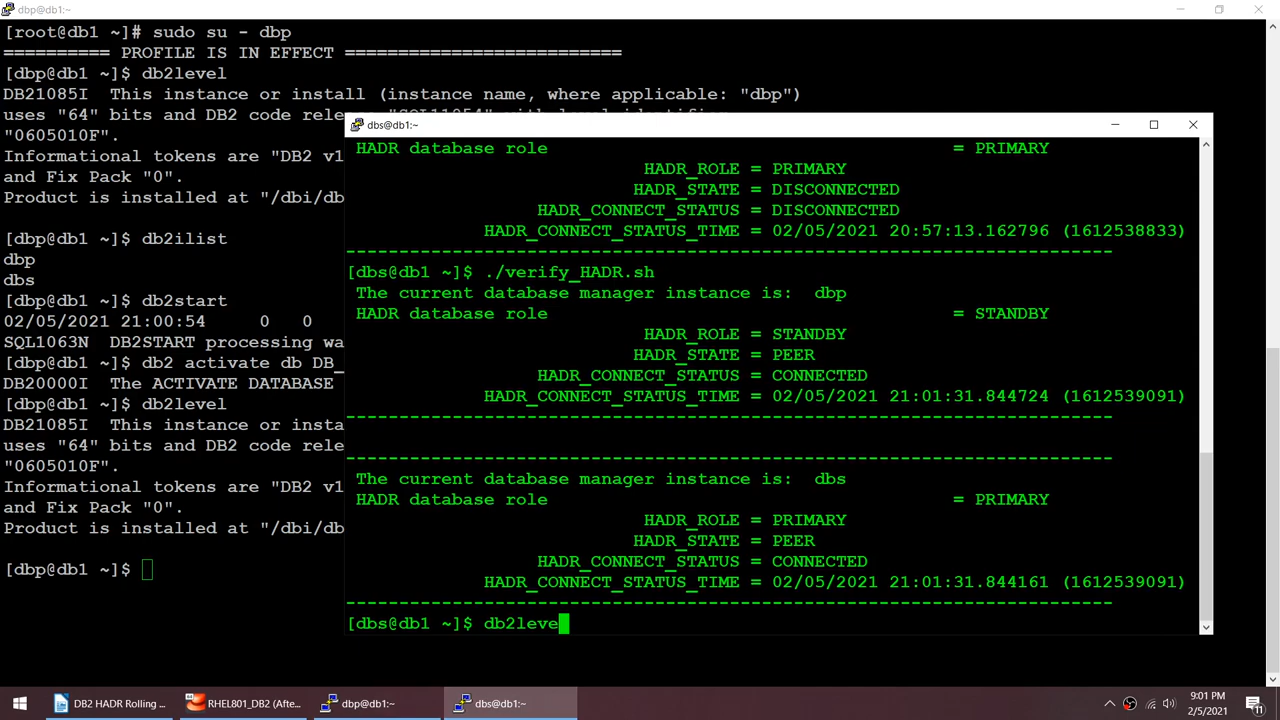 dbp@db1:~
[root@db1 ~]# sudo su - dbp
========== PROFILE IS IN EFFECT ==========================
[dbp@db1 ~]$ db2level
DB21085I  This instance or install (instance name, where applicable: "dbp")
uses "64" bits and DB2 code rele
"0605010F".
Informational tokens are "DB2 v1
and Fix Pack "0".
Product is installed at "/dbi/db
[dbp@db1 ~]$ db2ilist
dbp
dbs
[dbp@db1 ~]$ db2start
02/05/2021 21:00:54     0   0
SQL1063N  DB2START processing wa
[dbp@db1 ~]$ db2 activate db DB_
DB20000I  The ACTIVATE DATABASE
[dbp@db1 ~]$ db2level
DB21085I  This instance or insta
uses "64" bits and DB2 code rele
"0605010F".
Informational tokens are "DB2 v1
and Fix Pack "0".
Product is installed at "/dbi/db
[dbp@db1 ~]$
dbs@db1:~
HADR database role                                      = PRIMARY
HADR_ROLE = PRIMARY
HADR_STATE = DISCONNECTED
HADR_CONNECT_STATUS = DISCONNECTED
HADR_CONNECT_STATUS_TIME = 02/05/2021 20:57:13.162796 (1612538833)
------------------------------------------------------------------------
[dbs@db1 ~]$ ./verify_HADR.sh
The current database manager instance is:  dbp
HADR database role                                      = STANDBY
HADR_ROLE = STANDBY
HADR_STATE = PEER
HADR_CONNECT_STATUS = CONNECTED
HADR_CONNECT_STATUS_TIME = 02/05/2021 21:01:31.844724 (1612539091)
------------------------------------------------------------------------
------------------------------------------------------------------------
The current database manager instance is:  dbs
HADR database role                                      = PRIMARY
HADR_ROLE = PRIMARY
HADR_STATE = PEER
HADR_CONNECT_STATUS = CONNECTED
HADR_CONNECT_STATUS_TIME = 02/05/2021 21:01:31.844161 (1612539091)
------------------------------------------------------------------------
[dbs@db1 ~]$ db2leve
DB2 HADR Rolling ...
RHEL801_DB2 (Afte...
dbp@db1:~
dbs@db1:~
9:01 PM
2/5/2021
11